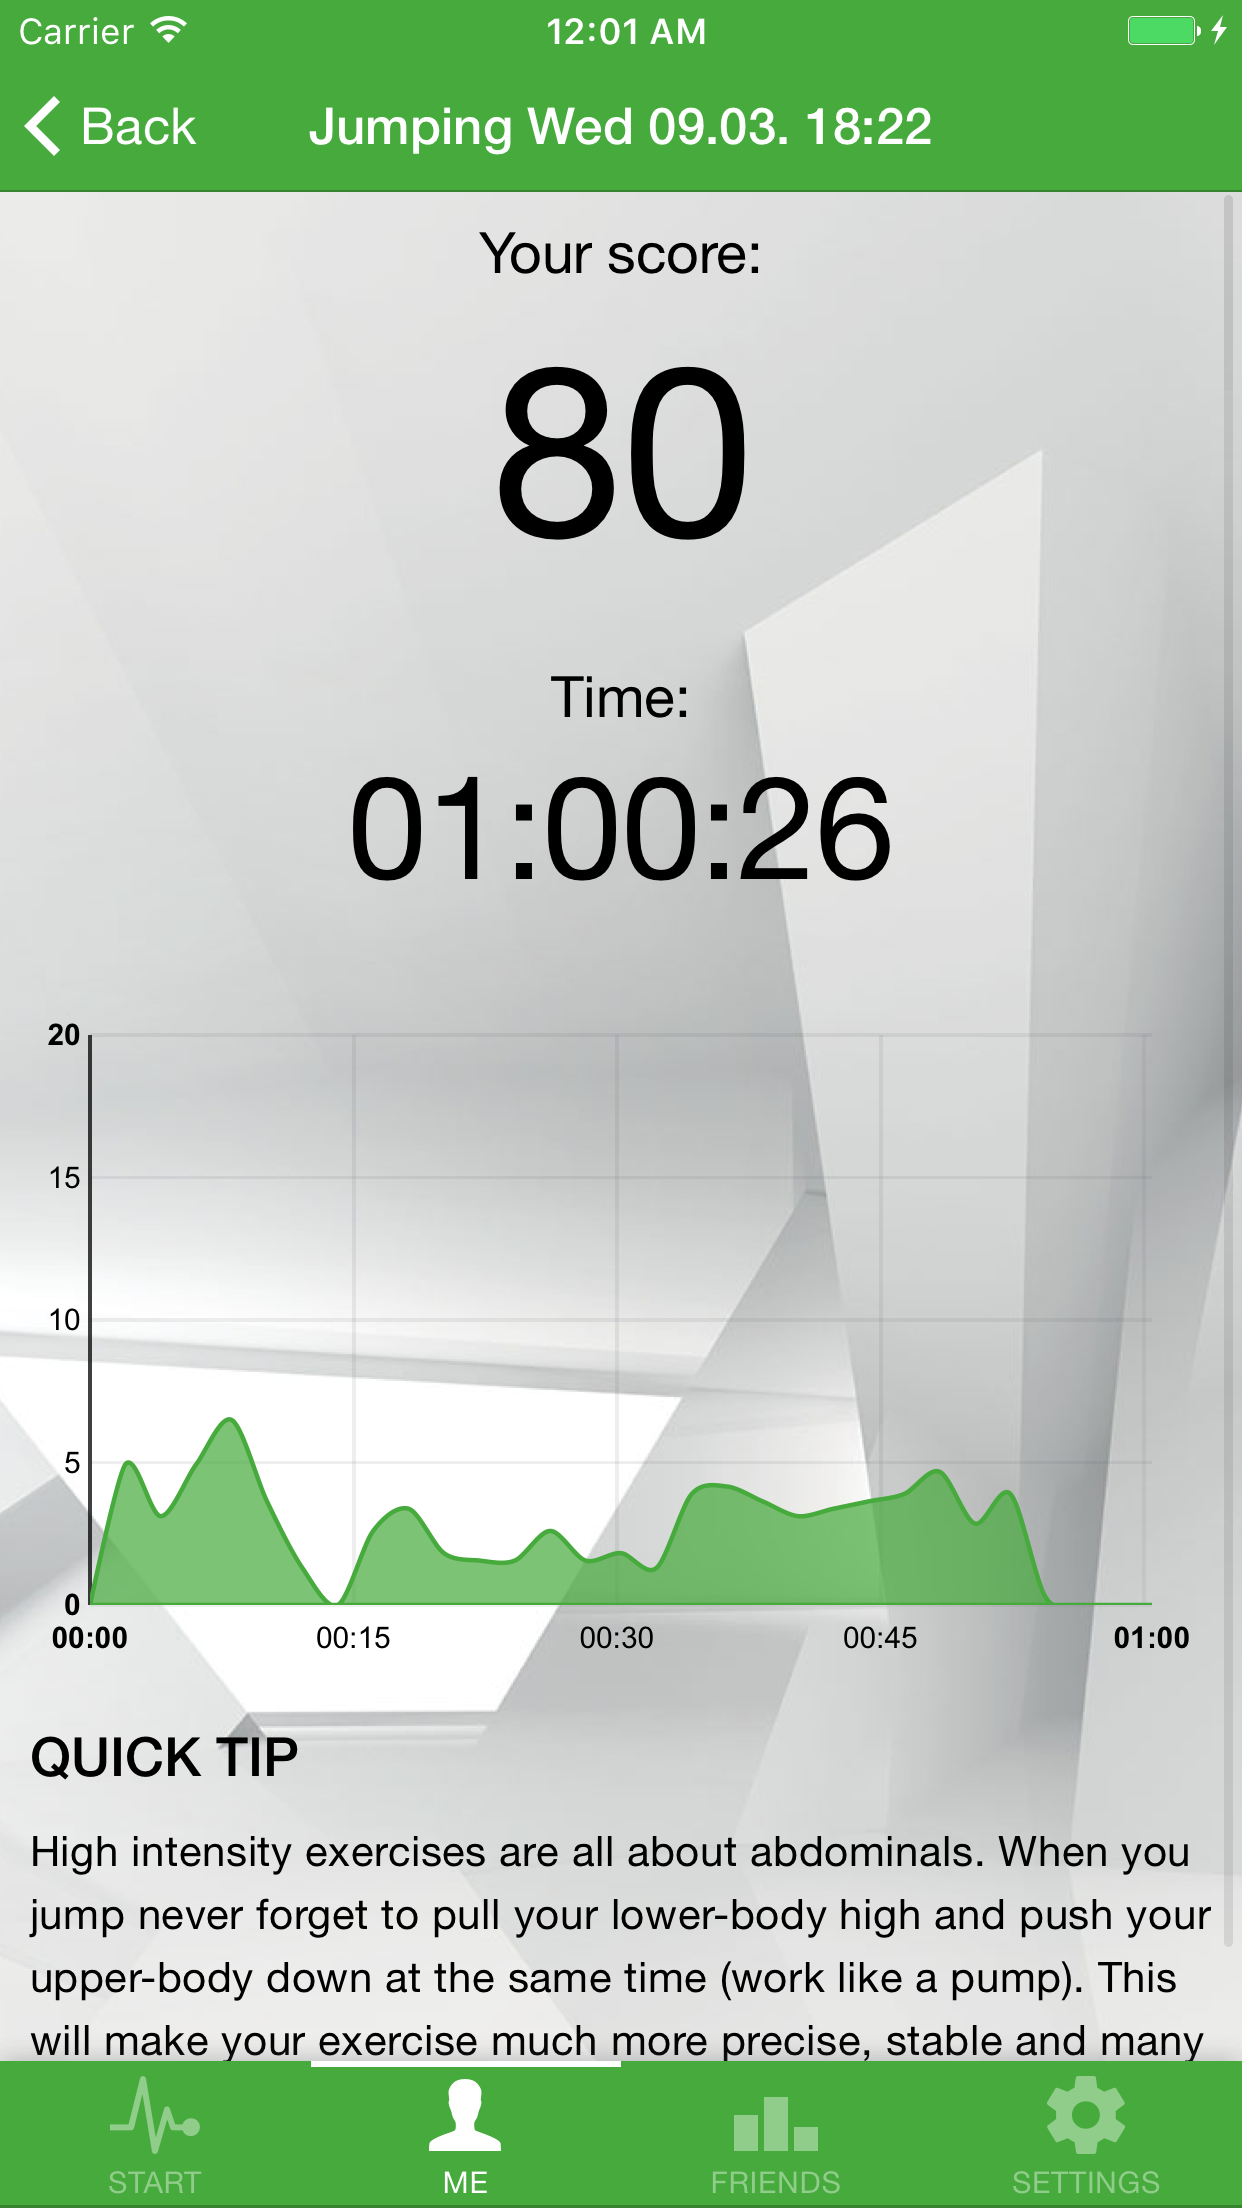 Carrier 12:01 AM
Back Jumping Wed 09.03. 18:22
Your score:
80
Time:
01:00:26
20
15
10
5
0
00:00 00:15 00:30 00:45 01:00
QUICK TIP
High intensity exercises are all about abdominals. When you
jump never forget to pull your lower-body high and push your
upper-body down at the same time (work like a pump). This
will make your exercise much more precise, stable and many
START ME FRIENDS SETTINGS